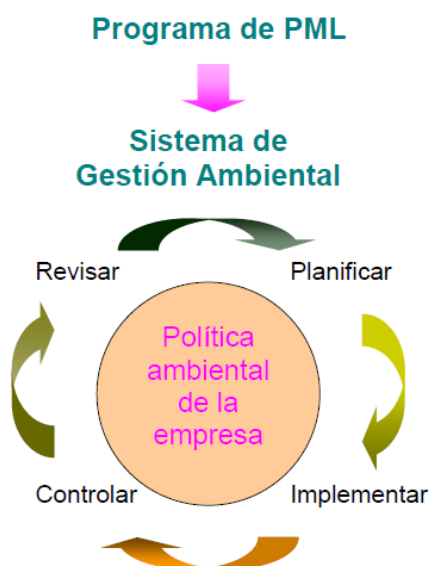 Programa de PML
Sistema de
Gestión Ambiental
Revisar
Planificar
Política
ambiental
de la
empresa
Controlar
Implementar